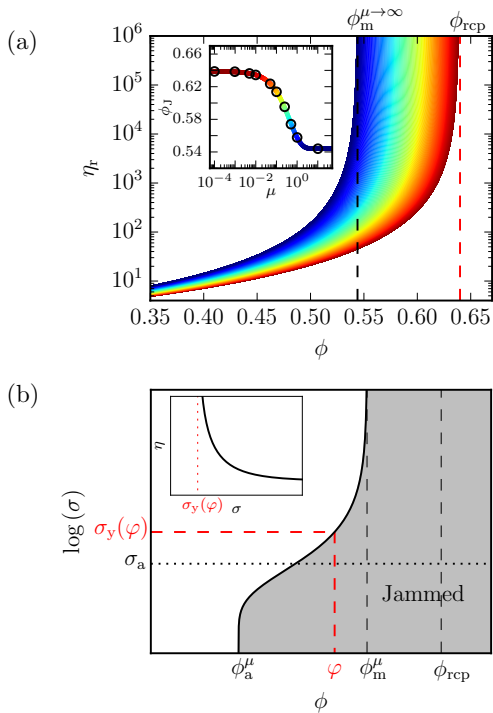 (a)
ϕ_m^{μ→∞} ϕ_rcp
η_r
10^6
10^5
10^4
10^3
10^2
10^1
0.35 0.40 0.45 0.50 0.55 0.60 0.65
ϕ
ϕ_J
0.66
0.62
0.58
0.54
10^−4 10^−2 10^0
μ
(b)
log(σ)
η
σ_y(φ) σ
σ_y(φ)
σ_a
Jammed
ϕ_a^μ φ ϕ_m^μ ϕ_rcp
ϕ